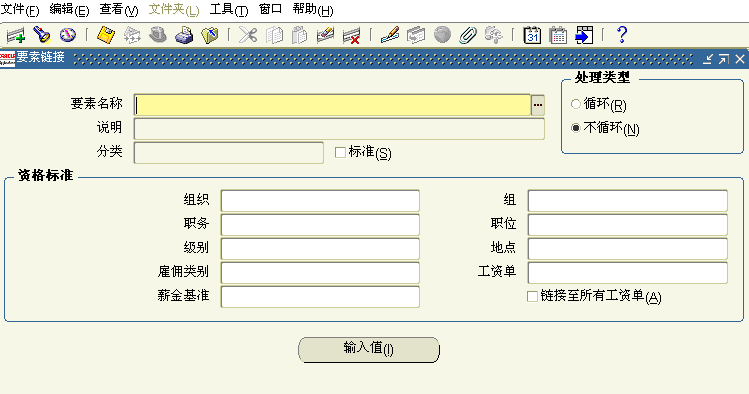 文件(F) 编辑(E) 查看(V) 文件夹(L) 工具(T) 窗口 帮助(H)
31
?
ORACLE
要素链接
处理类型
要素名称
...
循环(R)
说明
不循环(N)
分类
标准(S)
资格标准
组织
组
职务
职位
级别
地点
雇佣类别
工资单
薪金基准
链接至所有工资单(A)
输入值(I)